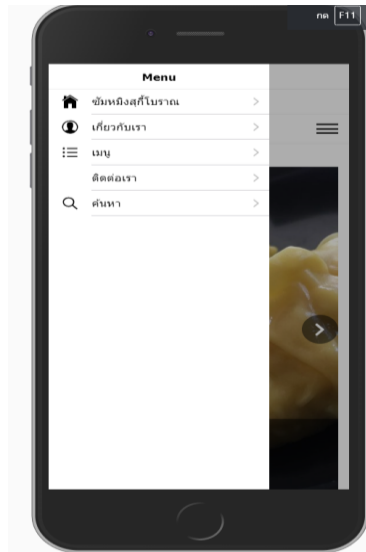 กด F11
Menu
ซัมหมิงสุกี้โบราณ
เกี่ยวกับเรา
เมนู
ติดต่อเรา
ค้นหา